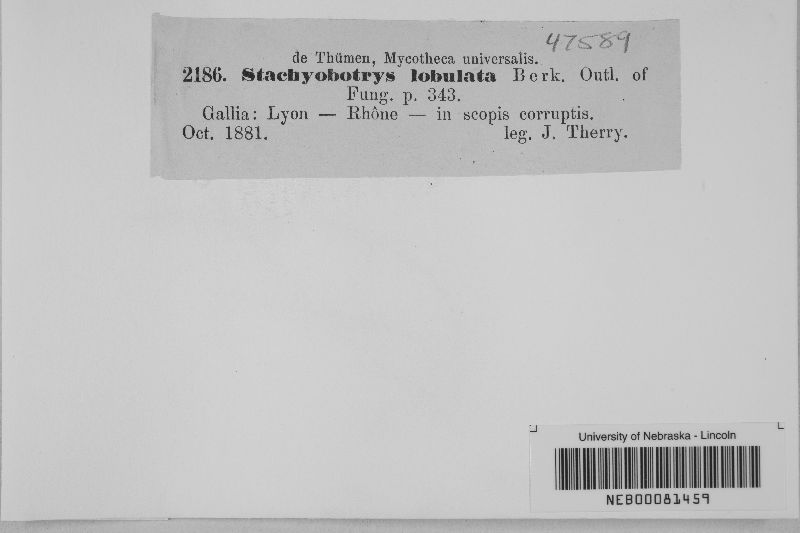 47589
de Thümen, Mycotheca universalis.
2186. Stachyobotrys lobulata Berk. Outl. of
Fung. p. 343.
Gallia: Lyon — Rhône — in scopis corruptis.
Oct. 1881. leg. J. Therry.
University of Nebraska - Lincoln
NEB00081459